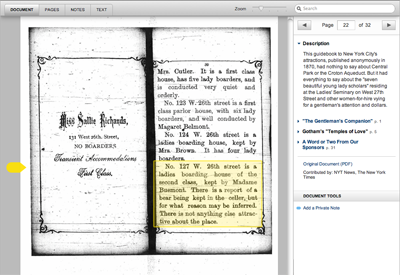 DOCUMENT
PAGES
NOTES
TEXT
Zoom
Search
Page 22 of 32
Miss Sallie Richards,
131 West 26th. Street,
NO BOARDERS
Transient Accommodations
First Class.
Mrs. Cutler. It is a first class
house, has five lady boarders, and
is conducted very quiet and
orderly.
No. 123 W. 26th street is a first
class parlor house, with six lady
boarders, and well conducted by
Magaret Belmont.
No. 124 W. 26th street is a
ladies boarding house, kept by
Mrs. Brown. It has four lady
boarders.
No. 127 W. 26th street is a
ladies boarding house of the
second class, kept by Madame
Buemont. There is a report of a
bear being kept in the celler, but
for what reason may be inferred.
There is not anything else attrac-
tive about the place.
Description
This guidebook to New York City's
attractions, published anonymously in
1870, had nothing to say about Central
Park or the Croton Aqueduct. But it had
everything to say about the "seven
beautiful young lady scholars" residing
at the Ladies' Seminary on West 27th
Street and other women-for-hire vying
for a gentleman's attention and dollars.
"The Gentleman's Companion"
Gotham's "Temples of Love"
A Word or Two From Our
Sponsors
Original Document (PDF)
Contributed by: NYT News, The New York
Times
DOCUMENT TOOLS
Add a Private Note